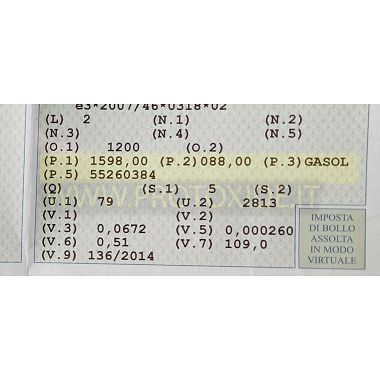 e3*2007/46*0318*02
(L) 2 (N.1) (N.2)
(N.3) (N.4) (N.5)
(O.1) 1200 (O.2)
(P.1) 1598,00 (P.2)088,00 (P.3)GASOL
(P.5) 55260384
(Q) (S.1) 5 (S.2)
WWW.PROTOXIDE.IT
(U.1) 79 (U.2) 2813
(V.1) (V.2)
(V.3) 0,0672 (V.5) 0,000260
(V.6) 0,51 (V.7) 109,0
(V.9) 136/2014
IMPOSTA
DI BOLLO
ASSOLTA
IN MODO
VIRTUALE